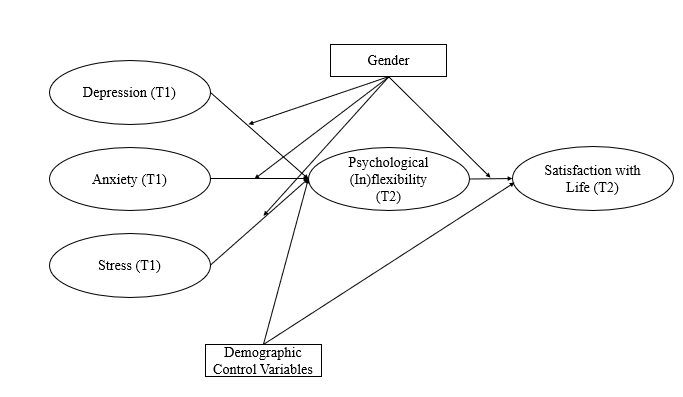 Gender
Depression (T1)
Anxiety (T1)
Psychological
(In)flexibility
(T2)
Satisfaction with
Life (T2)
Stress (T1)
Demographic
Control Variables